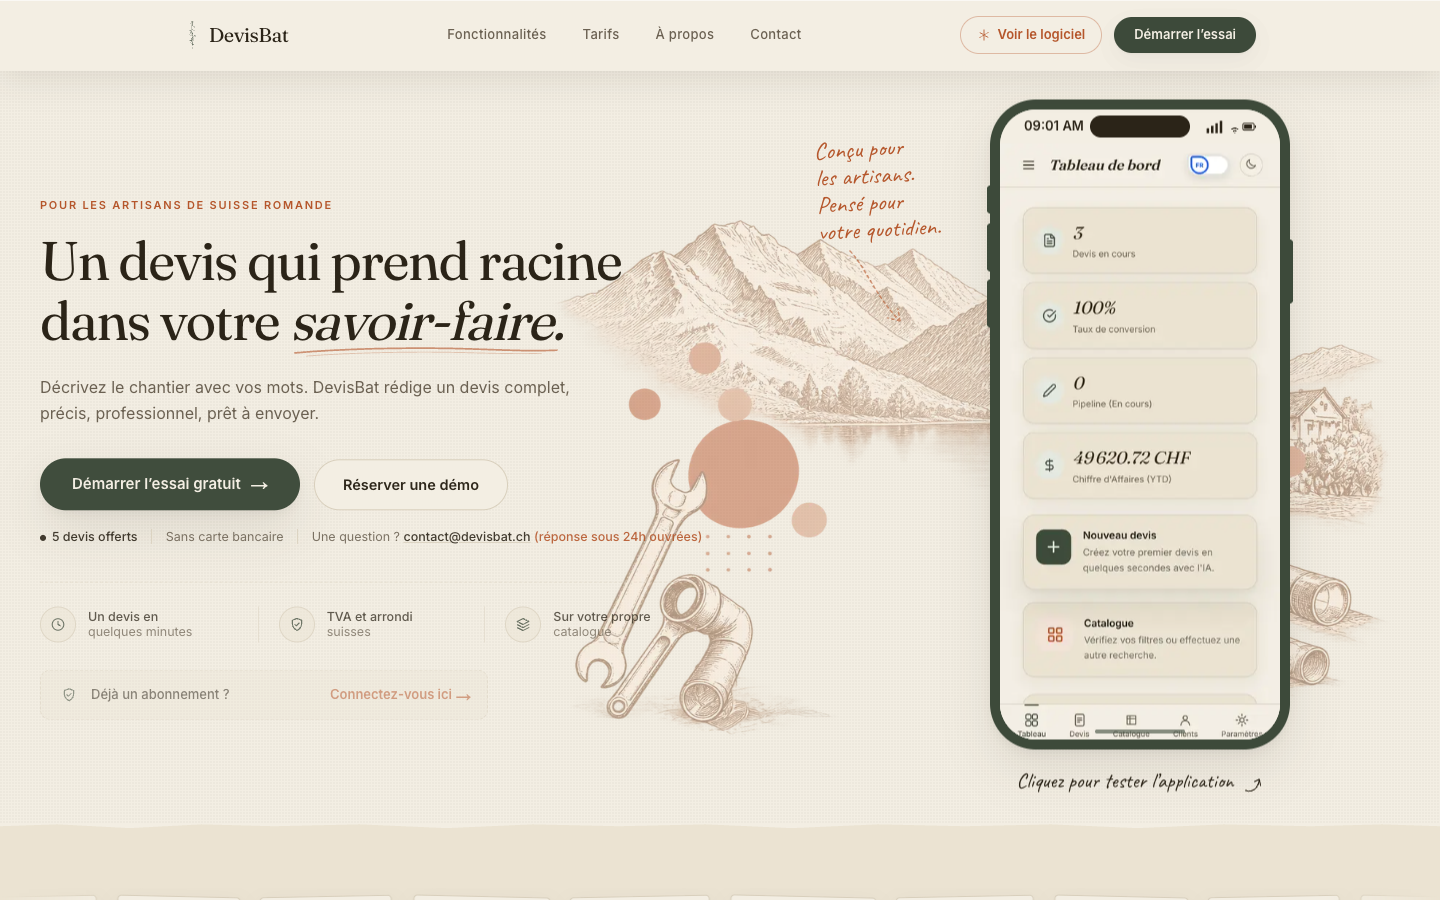 DevisBat
Fonctionnalités
Tarifs
À propos
Contact
Voir le logiciel
Démarrer l’essai
POUR LES ARTISANS DE SUISSE ROMANDE
Un devis qui prend racine
dans votre savoir-faire.
Décrivez le chantier avec vos mots. DevisBat rédige un devis complet,
précis, professionnel, prêt à envoyer.
Démarrer l’essai gratuit →
Réserver une démo
5 devis offerts
Sans carte bancaire
Une question ? contact@devisbat.ch (réponse sous 24h ouvrées)
Un devis en
quelques minutes
TVA et arrondi
suisses
Sur votre propre
catalogue
Déjà un abonnement ?
Connectez-vous ici →
Conçu pour
les artisans.
Pensé pour
votre quotidien.
09:01 AM
Tableau de bord
FR
3
Devis en cours
100%
Taux de conversion
0
Pipeline (En cours)
49 620.72 CHF
Chiffre d'Affaires (YTD)
Nouveau devis
Créez votre premier devis en
quelques secondes avec l'IA.
Catalogue
Vérifiez vos filtres ou effectuez une
autre recherche.
Tableau
Devis
Catalogue
Clients
Paramètres
Cliquez pour tester l’application